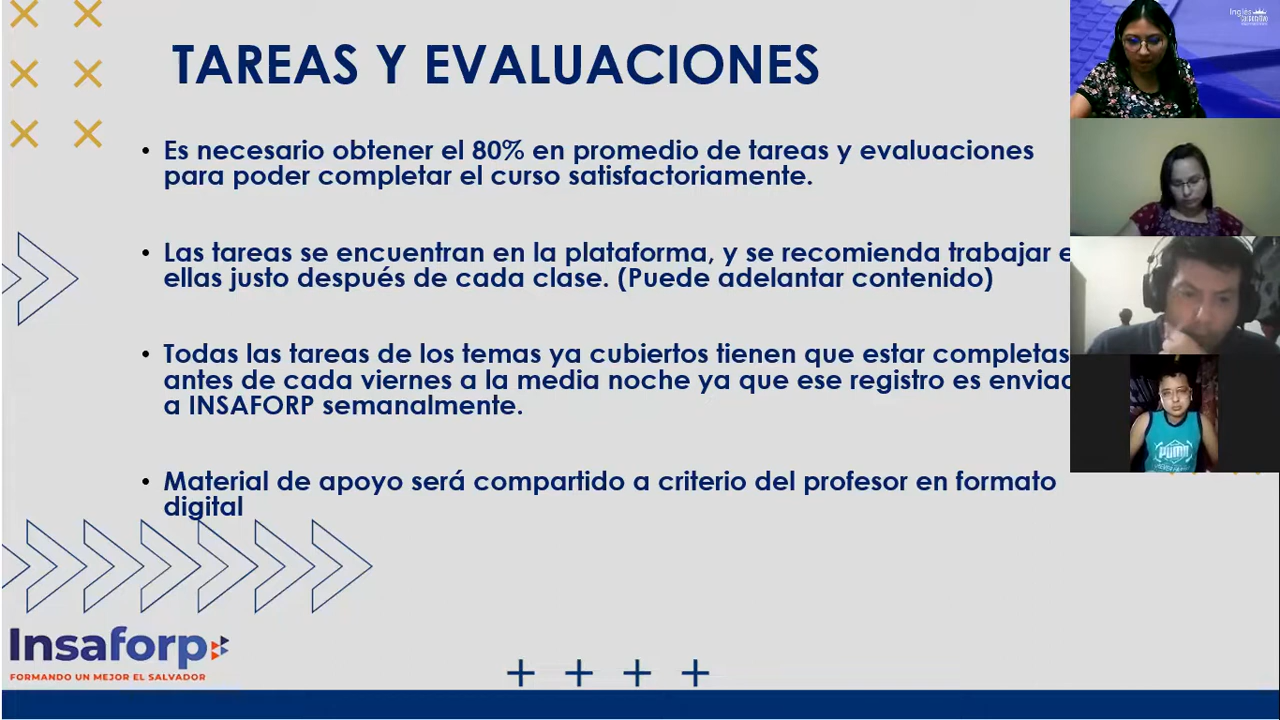 TAREAS Y EVALUACIONES
• Es necesario obtener el 80% en promedio de tareas y evaluaciones
para poder completar el curso satisfactoriamente.
• Las tareas se encuentran en la plataforma, y se recomienda trabajar e
ellas justo después de cada clase. (Puede adelantar contenido)
• Todas las tareas de los temas ya cubiertos tienen que estar completas
antes de cada viernes a la media noche ya que ese registro es envia
a INSAFORP semanalmente.
• Material de apoyo será compartido a criterio del profesor en formato
digital
Insaforp
FORMANDO UN MEJOR EL SALVADOR
Inglés
PUMA